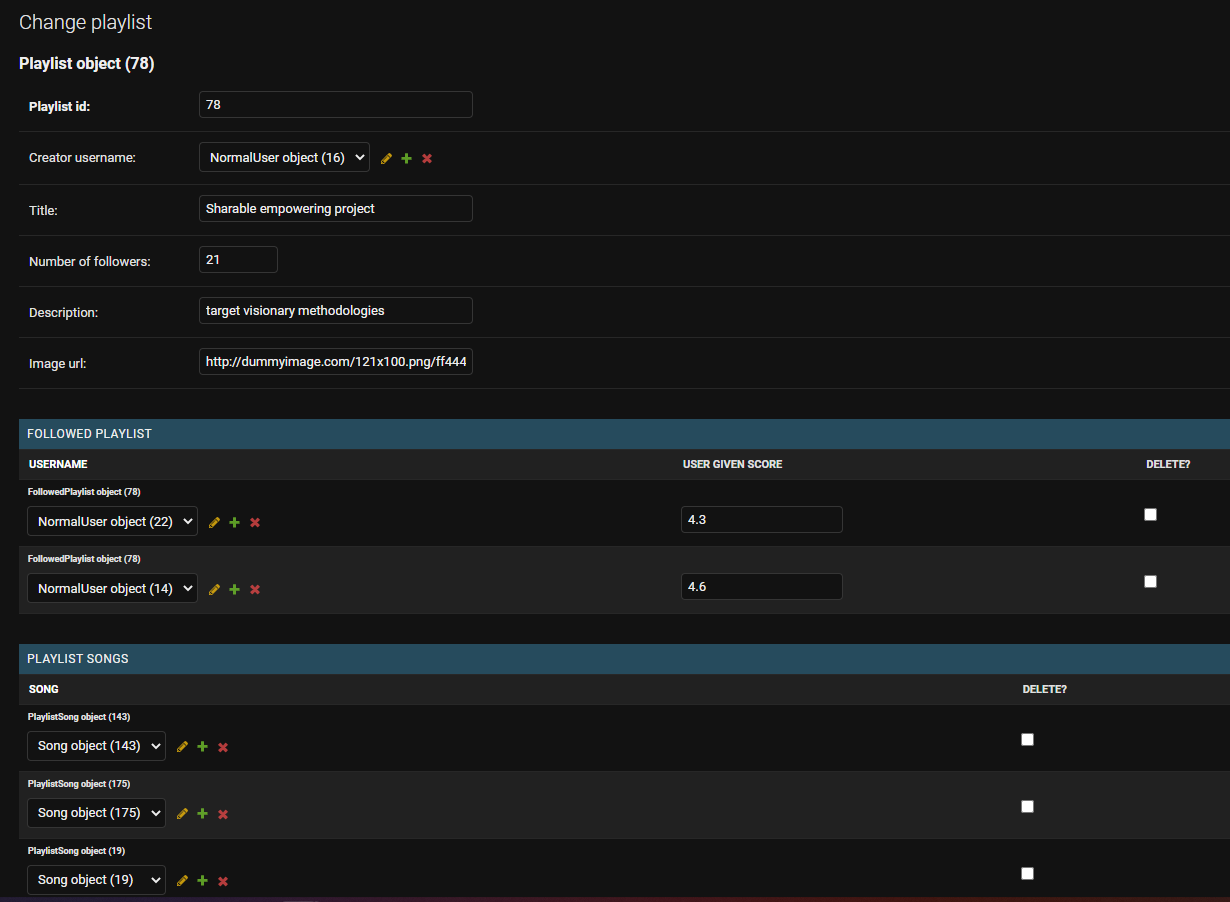 Change playlist
Playlist object (78)
Playlist id: 78
Creator username: NormalUser object (16)
Title: Sharable empowering project
Number of followers: 21
Description: target visionary methodologies
Image url: http://dummyimage.com/121x100.png/ff444
FOLLOWED PLAYLIST
USERNAME USER GIVEN SCORE DELETE?
FollowedPlaylist object (78)
NormalUser object (22) 4.3
FollowedPlaylist object (78)
NormalUser object (14) 4.6
PLAYLIST SONGS
SONG DELETE?
PlaylistSong object (143)
Song object (143)
PlaylistSong object (175)
Song object (175)
PlaylistSong object (19)
Song object (19)